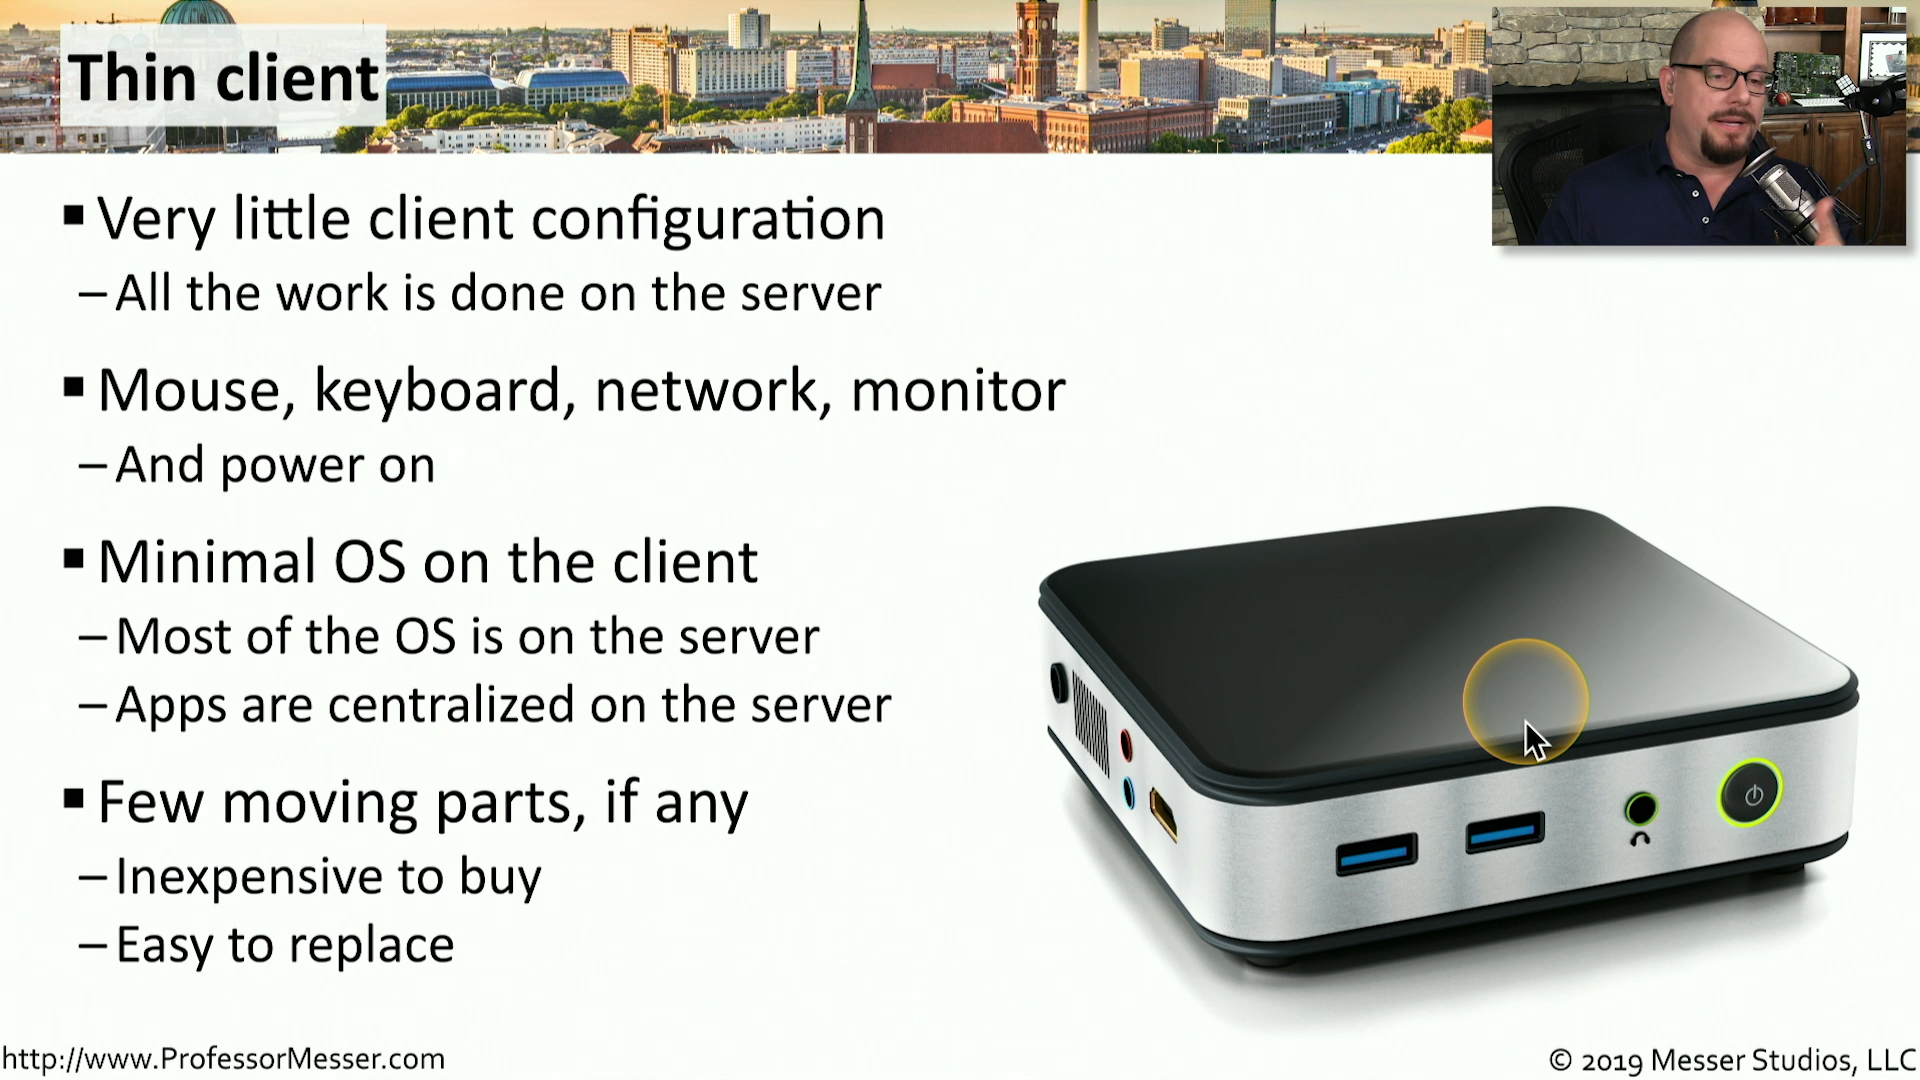 Thin client
▪ Very little client configuration
– All the work is done on the server
▪ Mouse, keyboard, network, monitor
– And power on
▪ Minimal OS on the client
– Most of the OS is on the server
– Apps are centralized on the server
▪ Few moving parts, if any
– Inexpensive to buy
– Easy to replace
http://www.ProfessorMesser.com
© 2019 Messer Studios, LLC